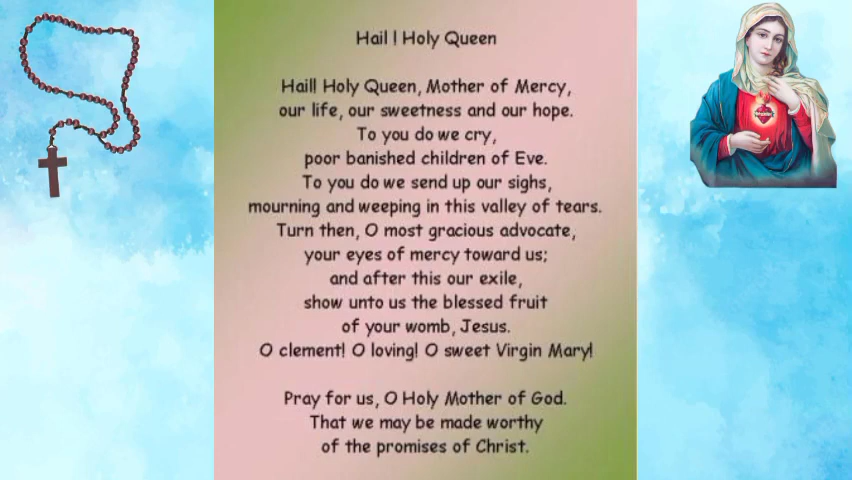 Hail ! Holy Queen
Hail! Holy Queen, Mother of Mercy,
our life, our sweetness and our hope.
To you do we cry,
poor banished children of Eve.
To you do we send up our sighs,
mourning and weeping in this valley of tears.
Turn then, O most gracious advocate,
your eyes of mercy toward us;
and after this our exile,
show unto us the blessed fruit
of your womb, Jesus.
O clement! O loving! O sweet Virgin Mary!
Pray for us, O Holy Mother of God.
That we may be made worthy
of the promises of Christ.